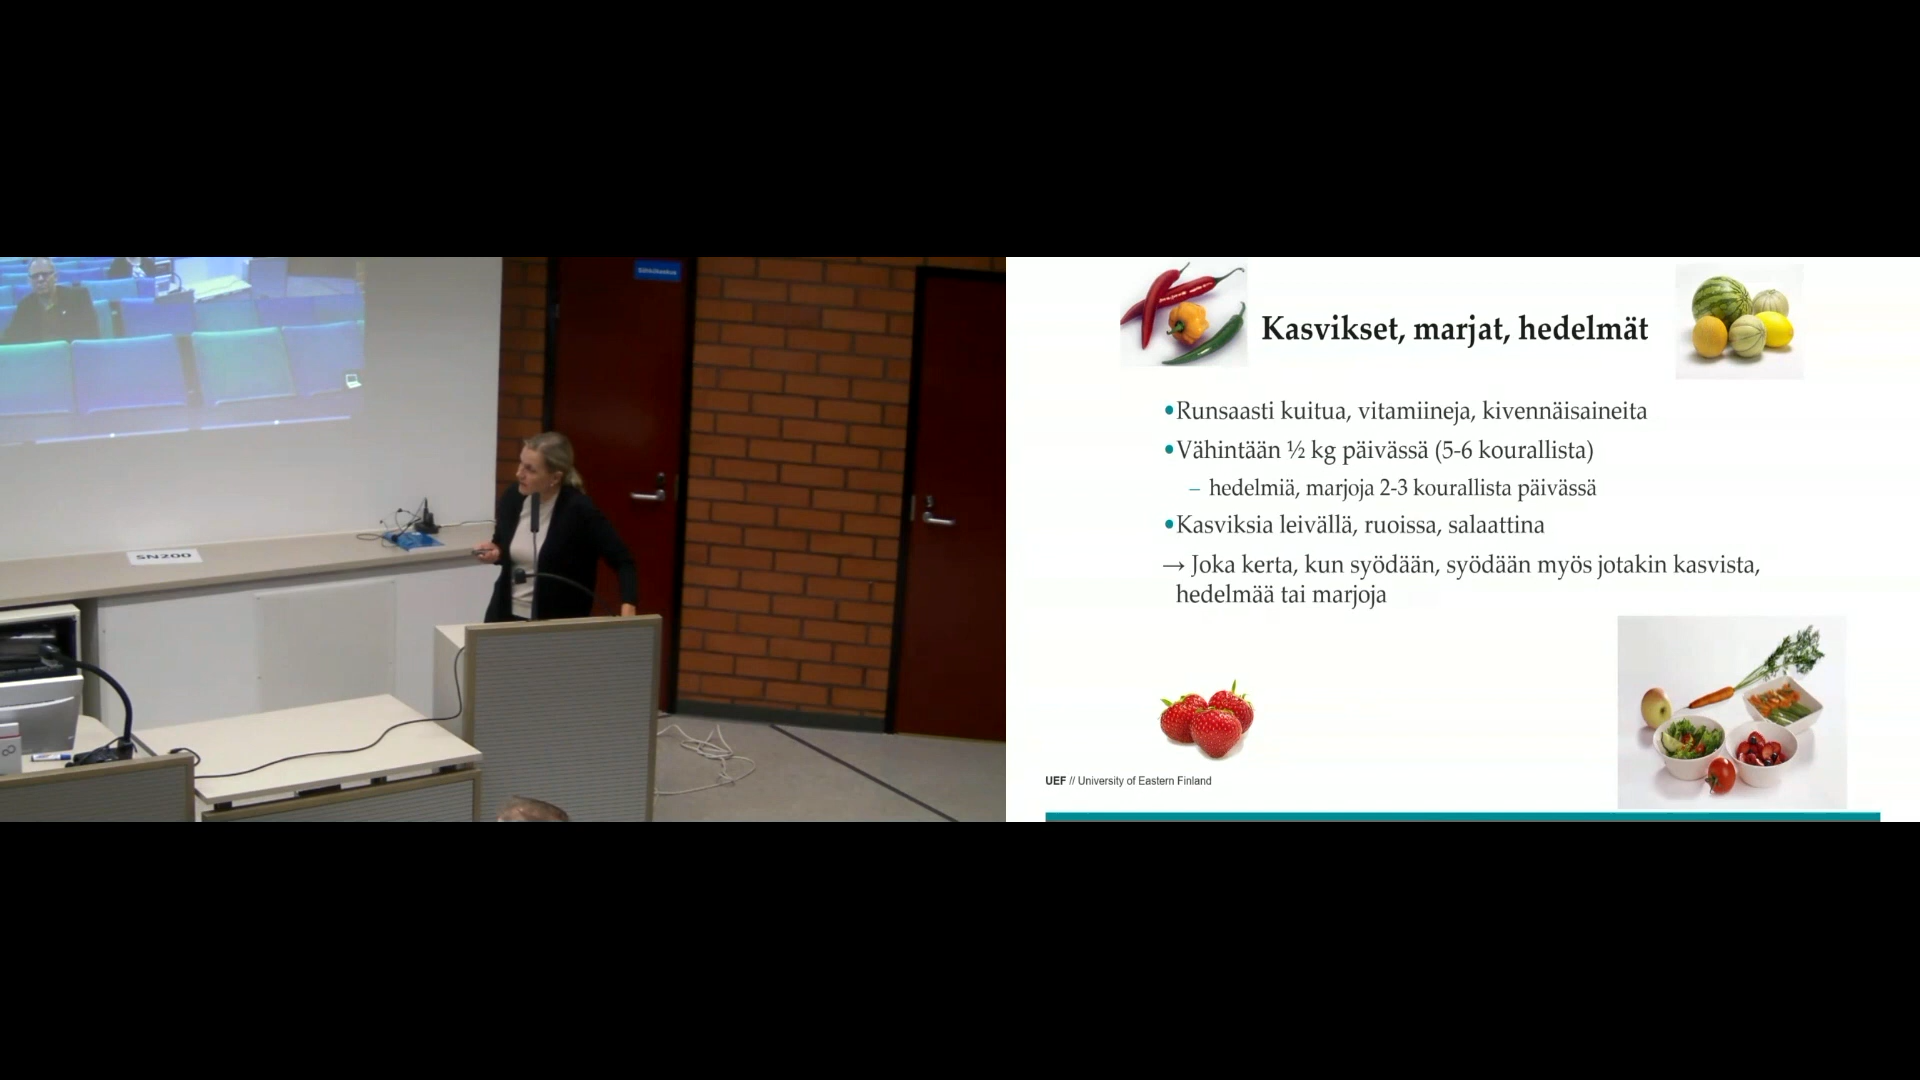 Sähkökeskus
SN200
Kasvikset, marjat, hedelmät
•Runsaasti kuitua, vitamiineja, kivennäisaineita
•Vähintään ½ kg päivässä (5-6 kourallista)
– hedelmiä, marjoja 2-3 kourallista päivässä
•Kasviksia leivällä, ruoissa, salaattina
→ Joka kerta, kun syödään, syödään myös jotakin kasvista,
hedelmää tai marjoja
UEF // University of Eastern Finland